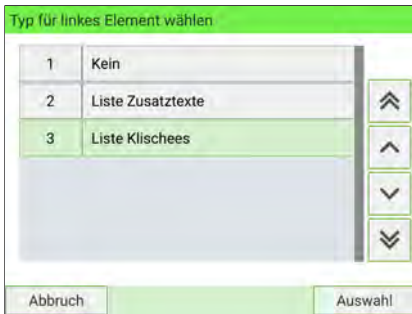 Typ für linkes Element wählen
1 Kein
2 Liste Zusatztexte
3 Liste Klischees
Abbruch Auswahl